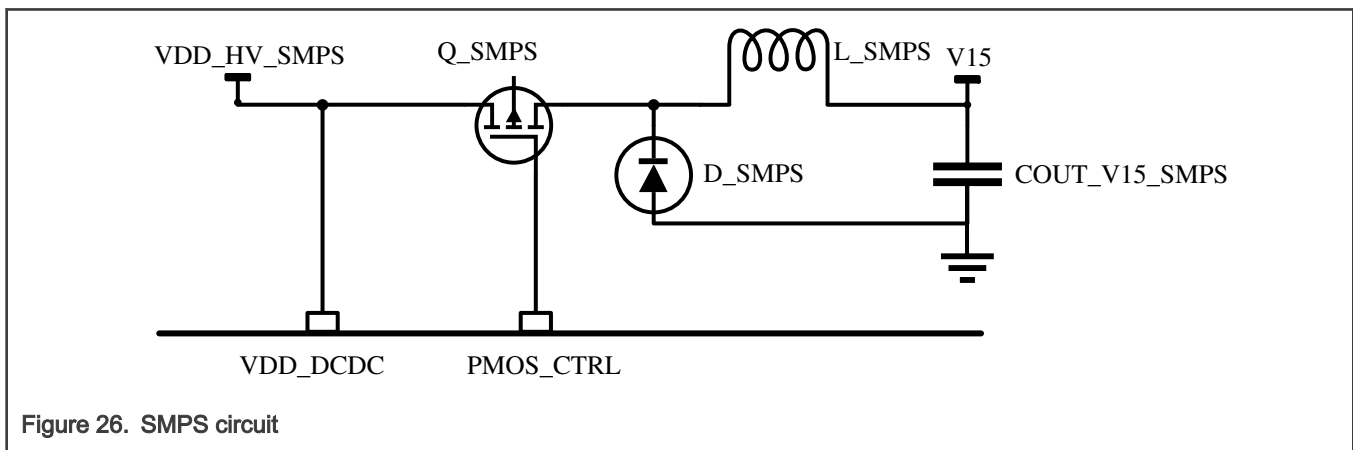 VDD_HV_SMPS
Q_SMPS
L_SMPS
V15
D_SMPS
COUT_V15_SMPS
VDD_DCDC
PMOS_CTRL
Figure 26. SMPS circuit